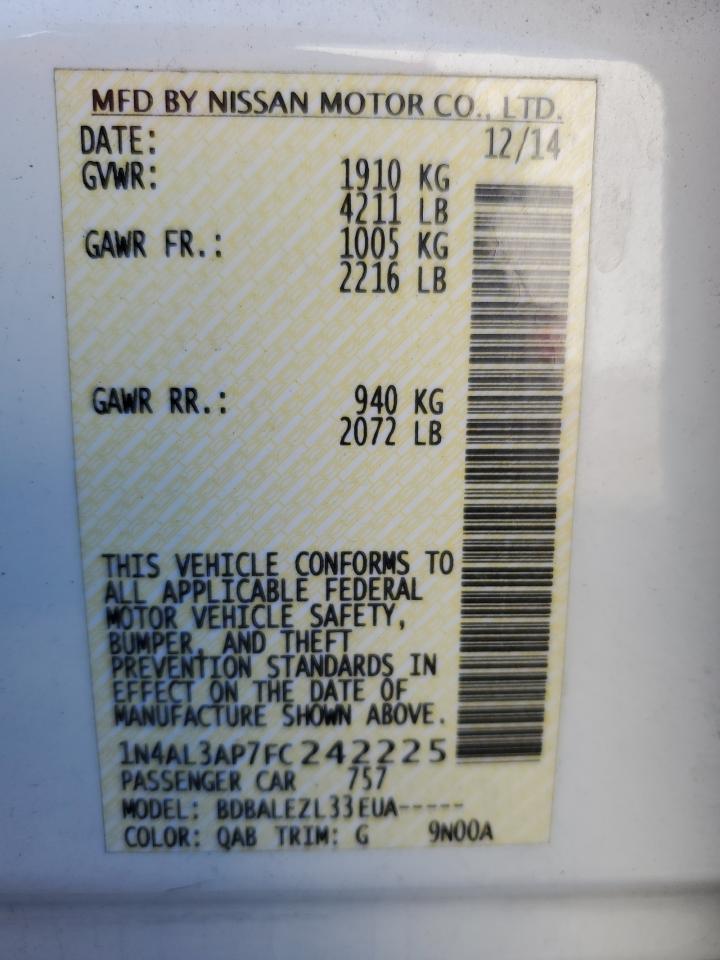 MFD BY NISSAN MOTOR CO., LTD.
DATE: 12/14
GVWR: 1910 KG
4211 LB
GAWR FR.: 1005 KG
2216 LB
GAWR RR.: 940 KG
2072 LB
THIS VEHICLE CONFORMS TO
ALL APPLICABLE FEDERAL
MOTOR VEHICLE SAFETY,
BUMPER, AND THEFT
PREVENTION STANDARDS IN
EFFECT ON THE DATE OF
MANUFACTURE SHOWN ABOVE.
1N4AL3AP7FC242225
PASSENGER CAR 757
MODEL: BDBALEZL33EUA-----
COLOR: QAB TRIM: G 9N00A